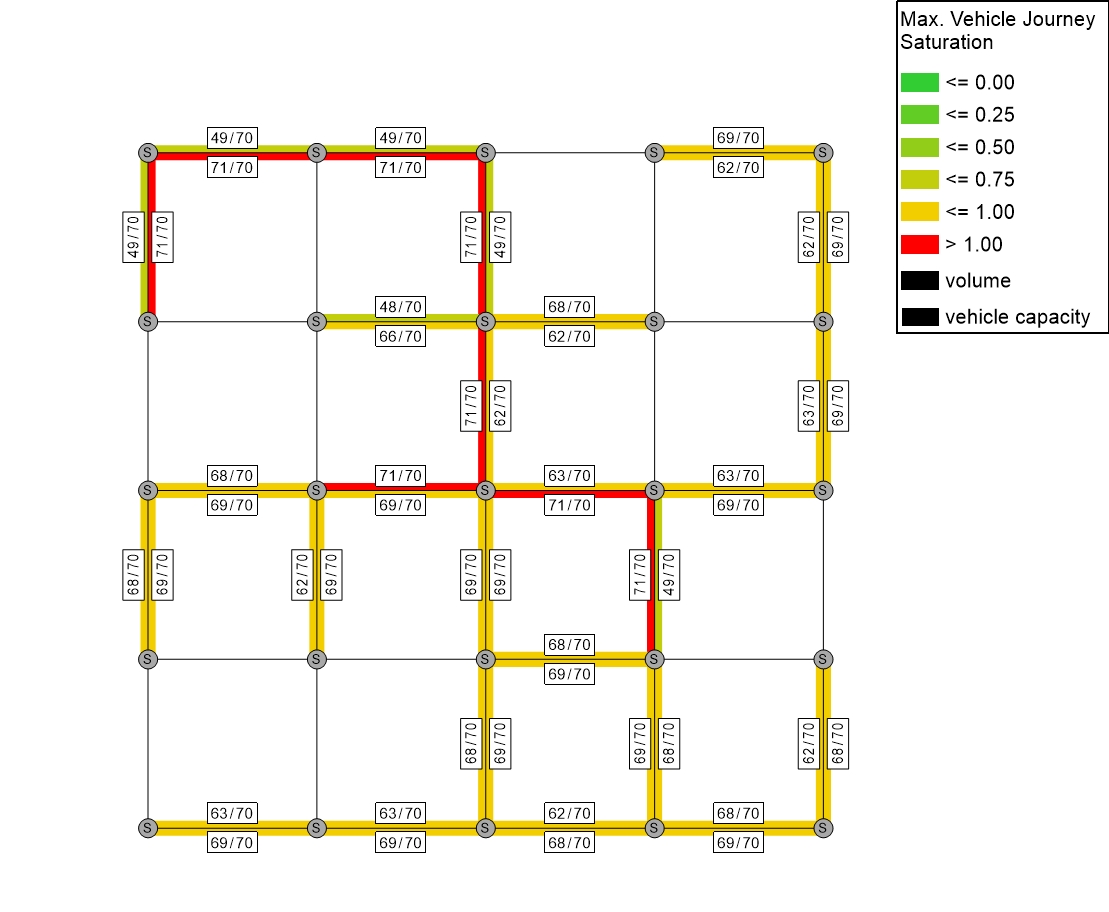 Max. Vehicle Journey
Saturation
<= 0.00
<= 0.25
<= 0.50
<= 0.75
<= 1.00
> 1.00
volume
vehicle capacity
49/70 49/70 69/70
S S S S S
71/70 71/70 62/70
49/70 71/70 71/70 49/70 62/70 69/70
48/70 68/70
S S S S S
66/70 62/70
71/70 62/70 63/70 69/70
68/70 71/70 63/70 63/70
S S S S S
69/70 69/70 71/70 69/70
68/70 69/70 62/70 69/70 69/70 69/70 71/70 49/70
68/70
S S S S S
69/70
68/70 69/70 69/70 68/70 62/70 68/70
63/70 63/70 62/70 68/70
S S S S S
69/70 69/70 68/70 69/70